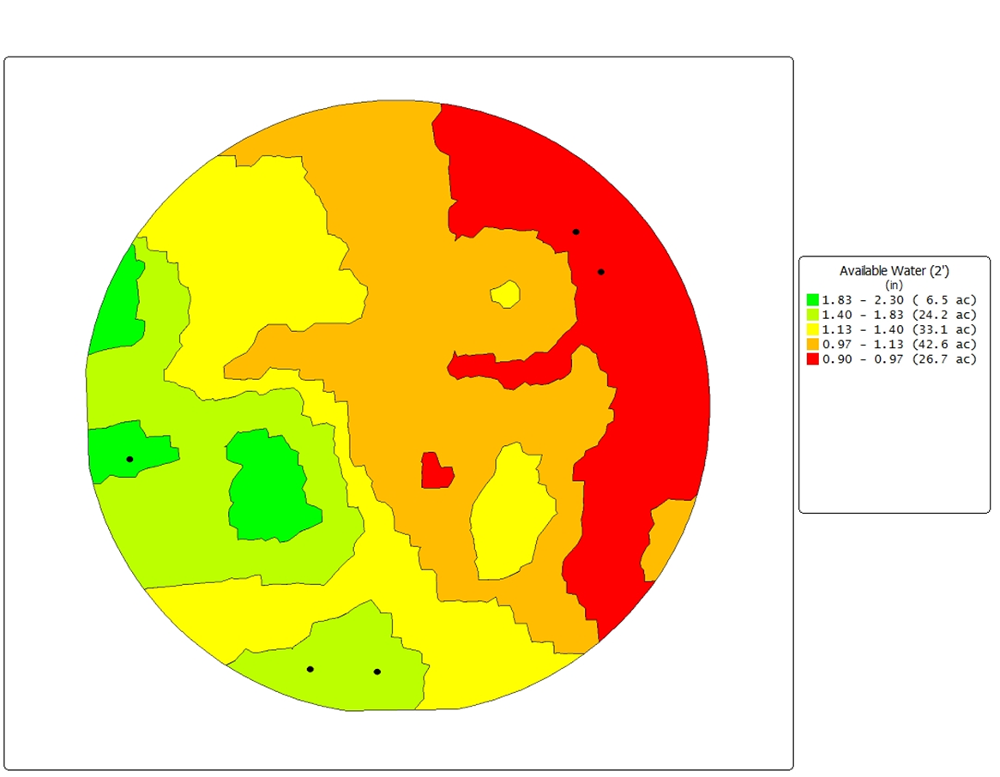 Available Water (2')
(in)
1.83 - 2.30 ( 6.5 ac)
1.40 - 1.83 (24.2 ac)
1.13 - 1.40 (33.1 ac)
0.97 - 1.13 (42.6 ac)
0.90 - 0.97 (26.7 ac)